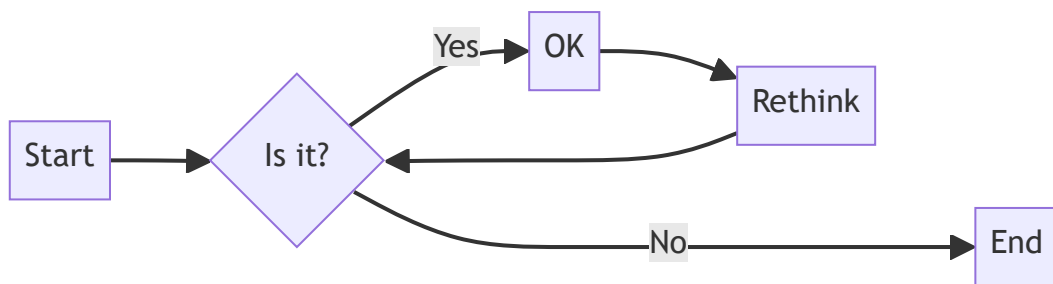 Start
Is it?
Yes
OK
Rethink
No
End